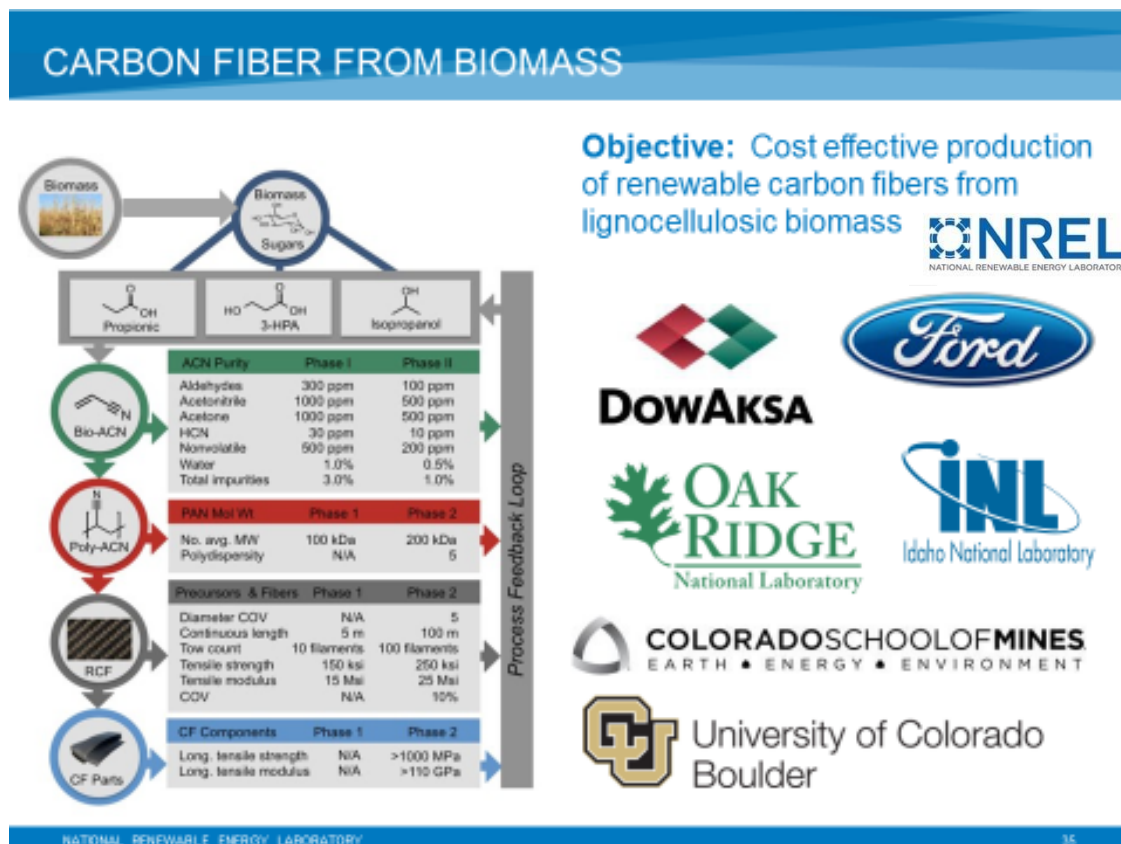 CARBON FIBER FROM BIOMASS
Objective: Cost effective production
of renewable carbon fibers from
lignocellulosic biomass
NREL
NATIONAL RENEWABLE ENERGY LABORATOR
Biomass
Biomass
Sugars
OH
Propionic
HO OH
3-HPA
OH
Isopropanol
Bio-ACN
N
ACN Purity Phase I Phase II
Aldehydes 300 ppm 100 ppm
Acetonitrile 1000 ppm 500 ppm
Acetone 1000 ppm 500 ppm
HCN 30 ppm 10 ppm
Nonvolatile 500 ppm 200 ppm
Water 1.0% 0.5%
Total impurities 3.0% 1.0%
N
Poly-ACN
PAN Mol Wt Phase 1 Phase 2
No. avg. MW 100 kDa 200 kDa
Polydispersity N/A 5
RCF
Precursors & Fibers Phase 1 Phase 2
Diameter COV N/A 5
Continuous length 5 m 100 m
Tow count 10 filaments 100 filaments
Tensile strength 150 ksi 250 ksi
Tensile modulus 15 Msi 25 Msi
COV N/A 10%
CF Parts
CF Components Phase 1 Phase 2
Long. tensile strength N/A >1000 MPa
Long. tensile modulus N/A >110 GPa
Process Feedback Loop
DOWAKSA
Ford
OAK
RIDGE
National Laboratory
INL
Idaho National Laboratory
COLORADOSCHOOLOFMINES
EARTH ENERGY ENVIRONMENT
CU
University of Colorado
Boulder
NATIONAL RENEWABLE ENERGY LABORATORY
35